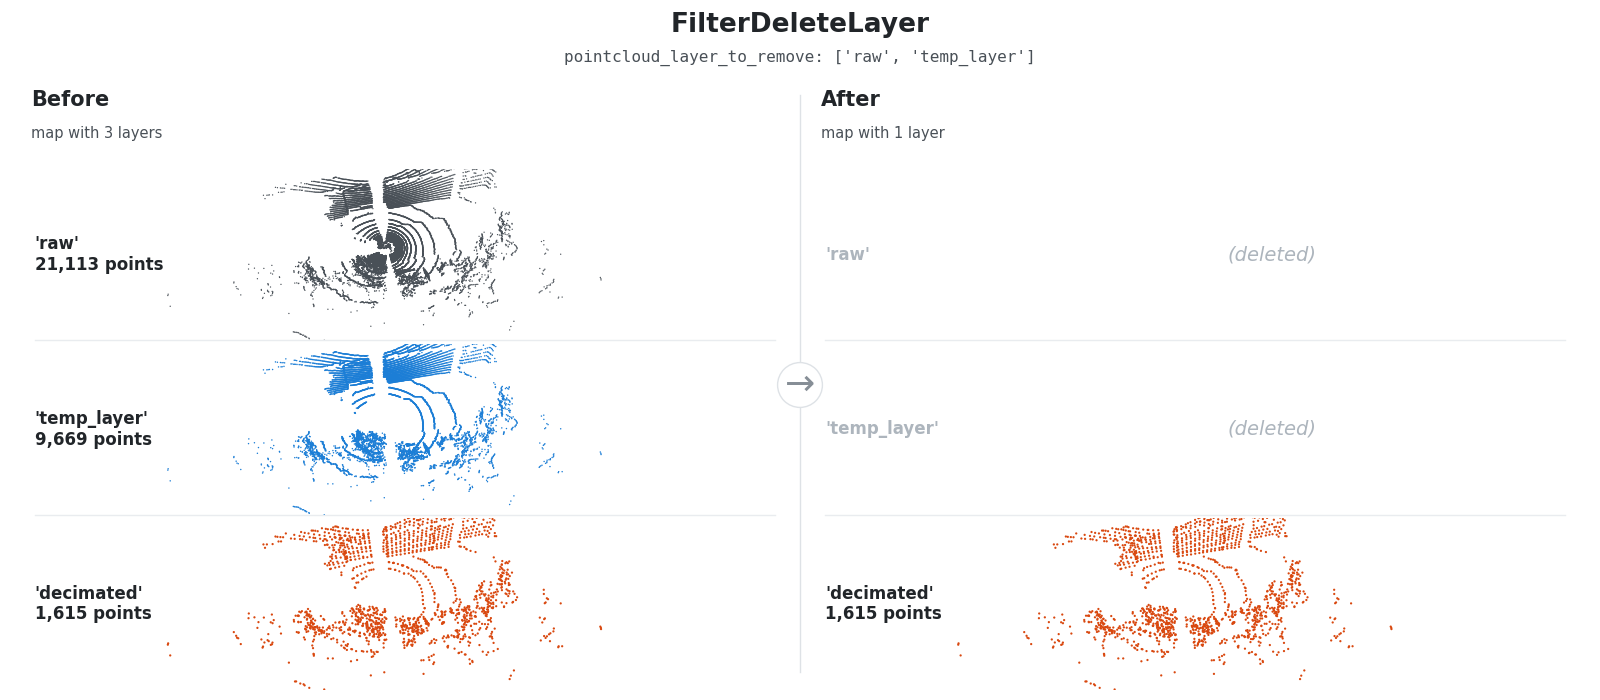 FilterDeleteLayer
pointcloud_layer_to_remove: ['raw', 'temp_layer']
Before
map with 3 layers
'raw'
21,113 points
'temp_layer'
9,669 points
'decimated'
1,615 points
→
After
map with 1 layer
'raw'
(deleted)
'temp_layer'
(deleted)
'decimated'
1,615 points